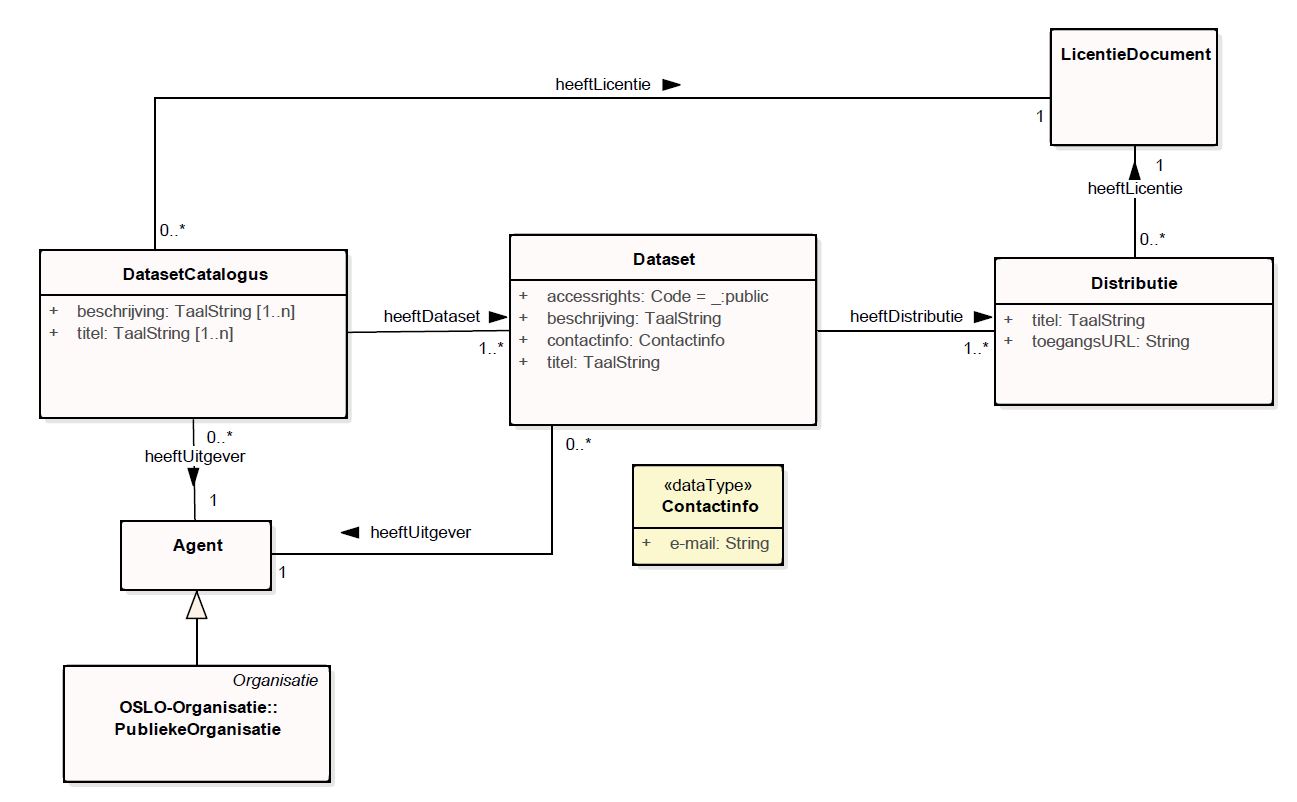 LicentieDocument
heeftLicentie
1
1
heeftLicentie
0..*
0..*
DatasetCatalogus
+ beschrijving: TaalString [1..n]
+ titel: TaalString [1..n]
heeftDataset
1..*
Dataset
+ accessrights: Code = _:public
+ beschrijving: TaalString
+ contactinfo: Contactinfo
+ titel: TaalString
heeftDistributie
1..*
Distributie
+ titel: TaalString
+ toegangsURL: String
0..*
heeftUitgever
1
0..*
heeftUitgever
1
Agent
«dataType»
Contactinfo
+ e-mail: String
Organisatie
OSLO-Organisatie::
PubliekeOrganisatie